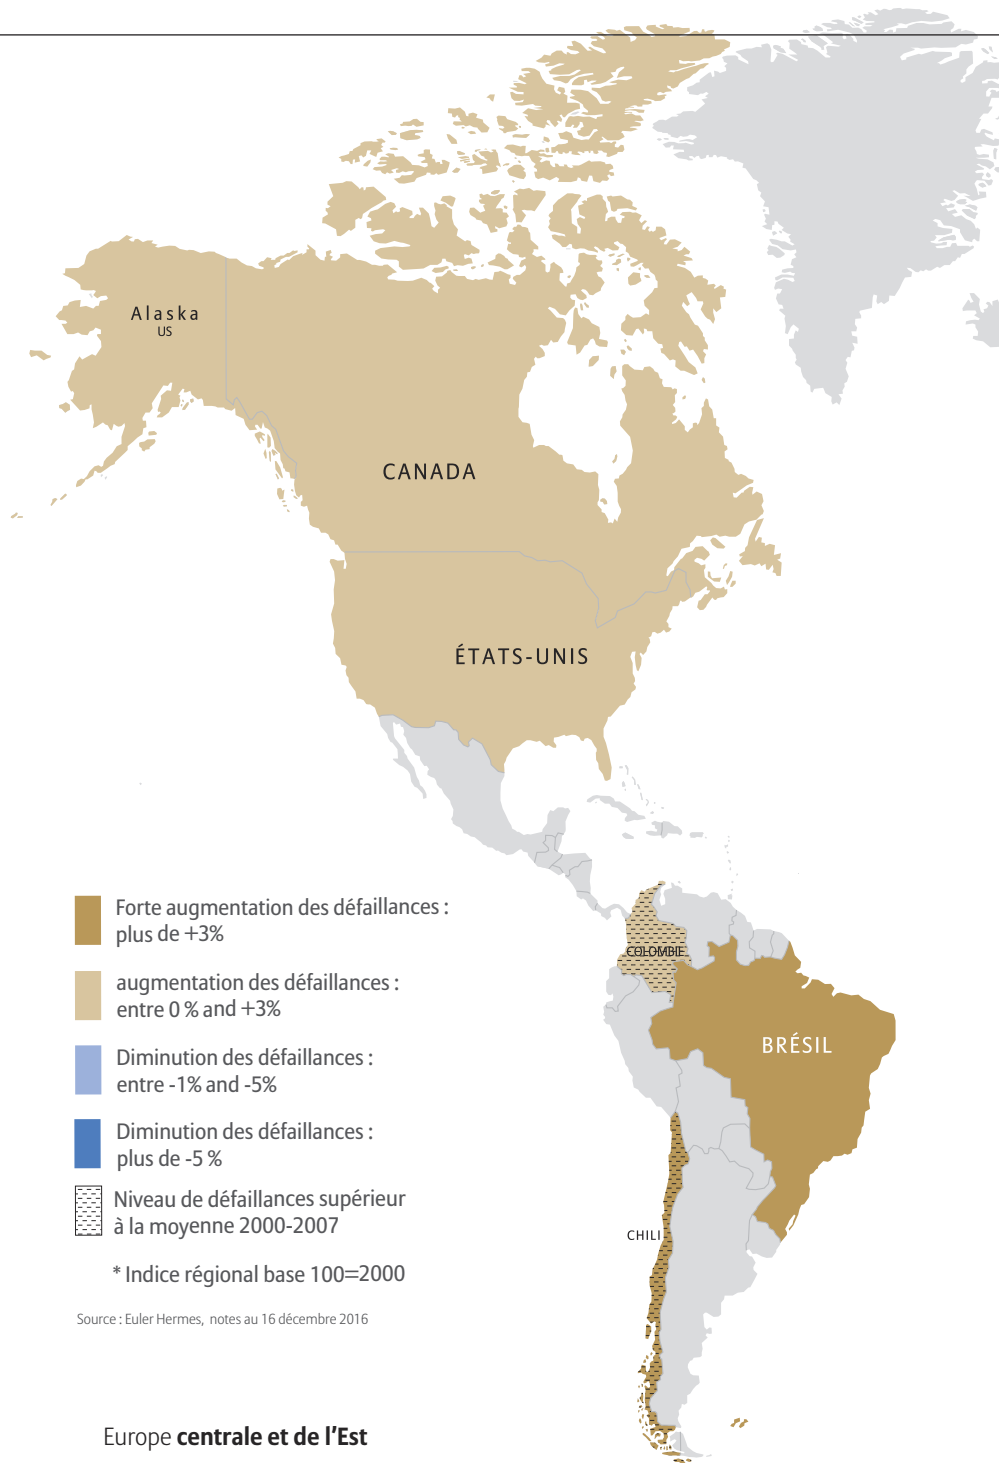 Alaska
US
CANADA
ÉTATS-UNIS
COLOMBIE
BRÉSIL
CHILI
Forte augmentation des défaillances :
plus de +3%
augmentation des défaillances :
entre 0 % and +3%
Diminution des défaillances :
entre -1% and -5%
Diminution des défaillances :
plus de -5 %
Niveau de défaillances supérieur
à la moyenne 2000-2007
* Indice régional base 100=2000
Source : Euler Hermes, notes au 16 décembre 2016
Europe centrale et de l’Est